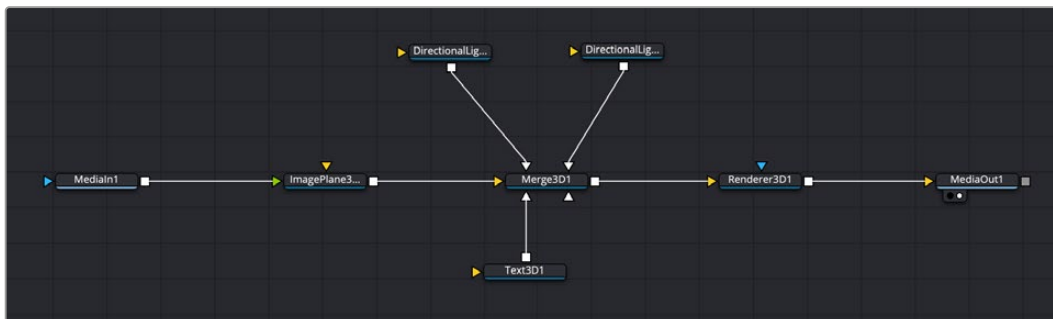 DirectionalLig...
DirectionalLig...
MediaIn1
ImagePlane3...
Merge3D1
Renderer3D1
MediaOut1
Text3D1